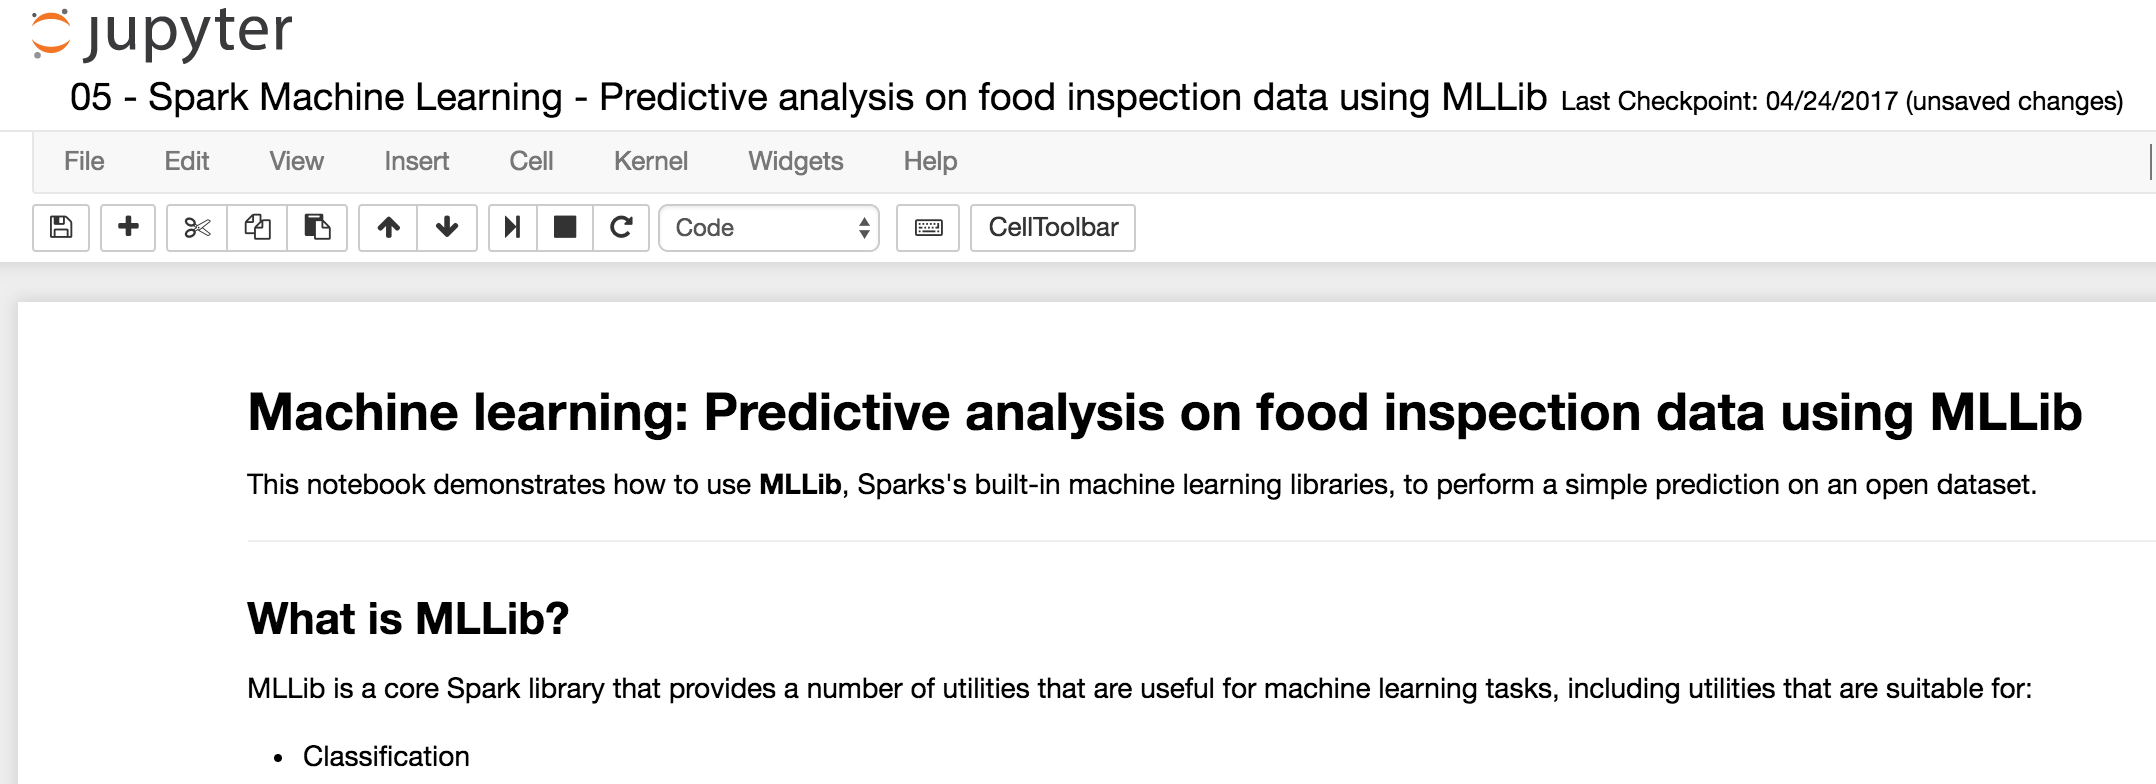 jupyter
05 - Spark Machine Learning - Predictive analysis on food inspection data using MLLib Last Checkpoint: 04/24/2017 (unsaved changes)
File Edit View Insert Cell Kernel Widgets Help
Code CellToolbar
Machine learning: Predictive analysis on food inspection data using MLLib
This notebook demonstrates how to use MLLib, Sparks's built-in machine learning libraries, to perform a simple prediction on an open dataset.
What is MLLib?
MLLib is a core Spark library that provides a number of utilities that are useful for machine learning tasks, including utilities that are suitable for:
• Classification